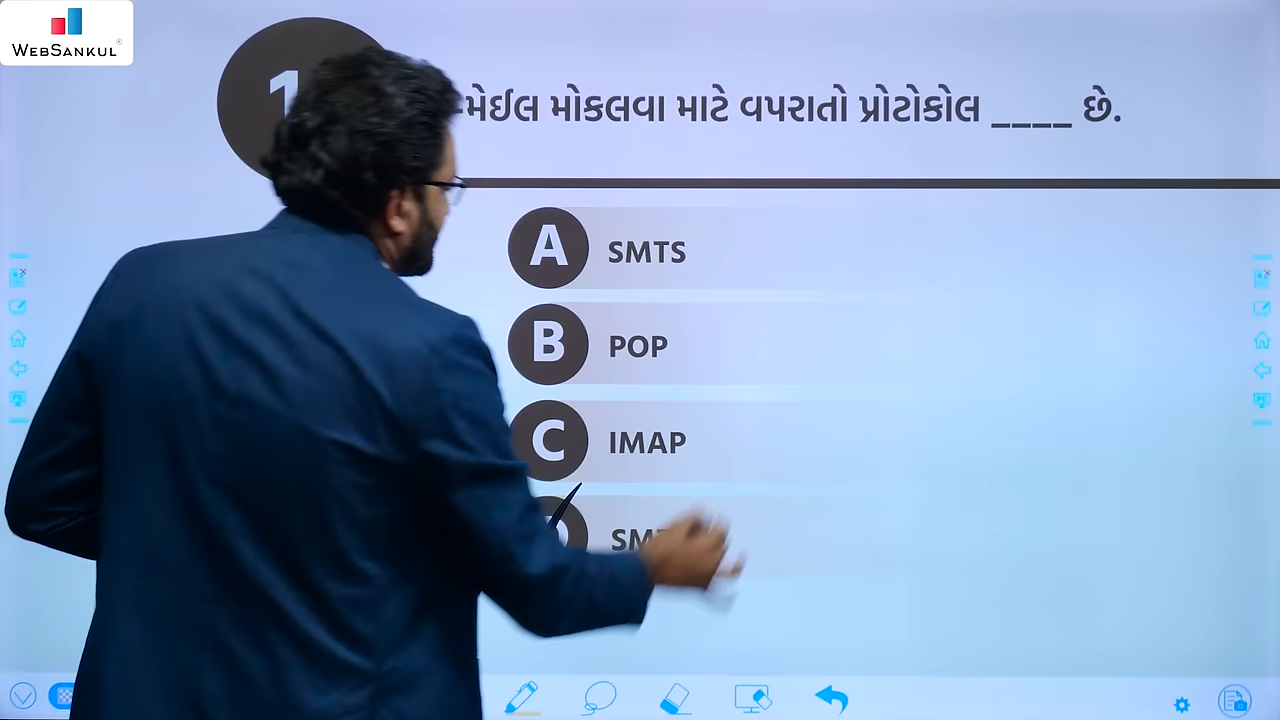 WEBSANKUL
1
-મેઈલ મોકલવા માટે વપરાતો પ્રોટોકોલ ____ છે.
A SMTS
B POP
C IMAP